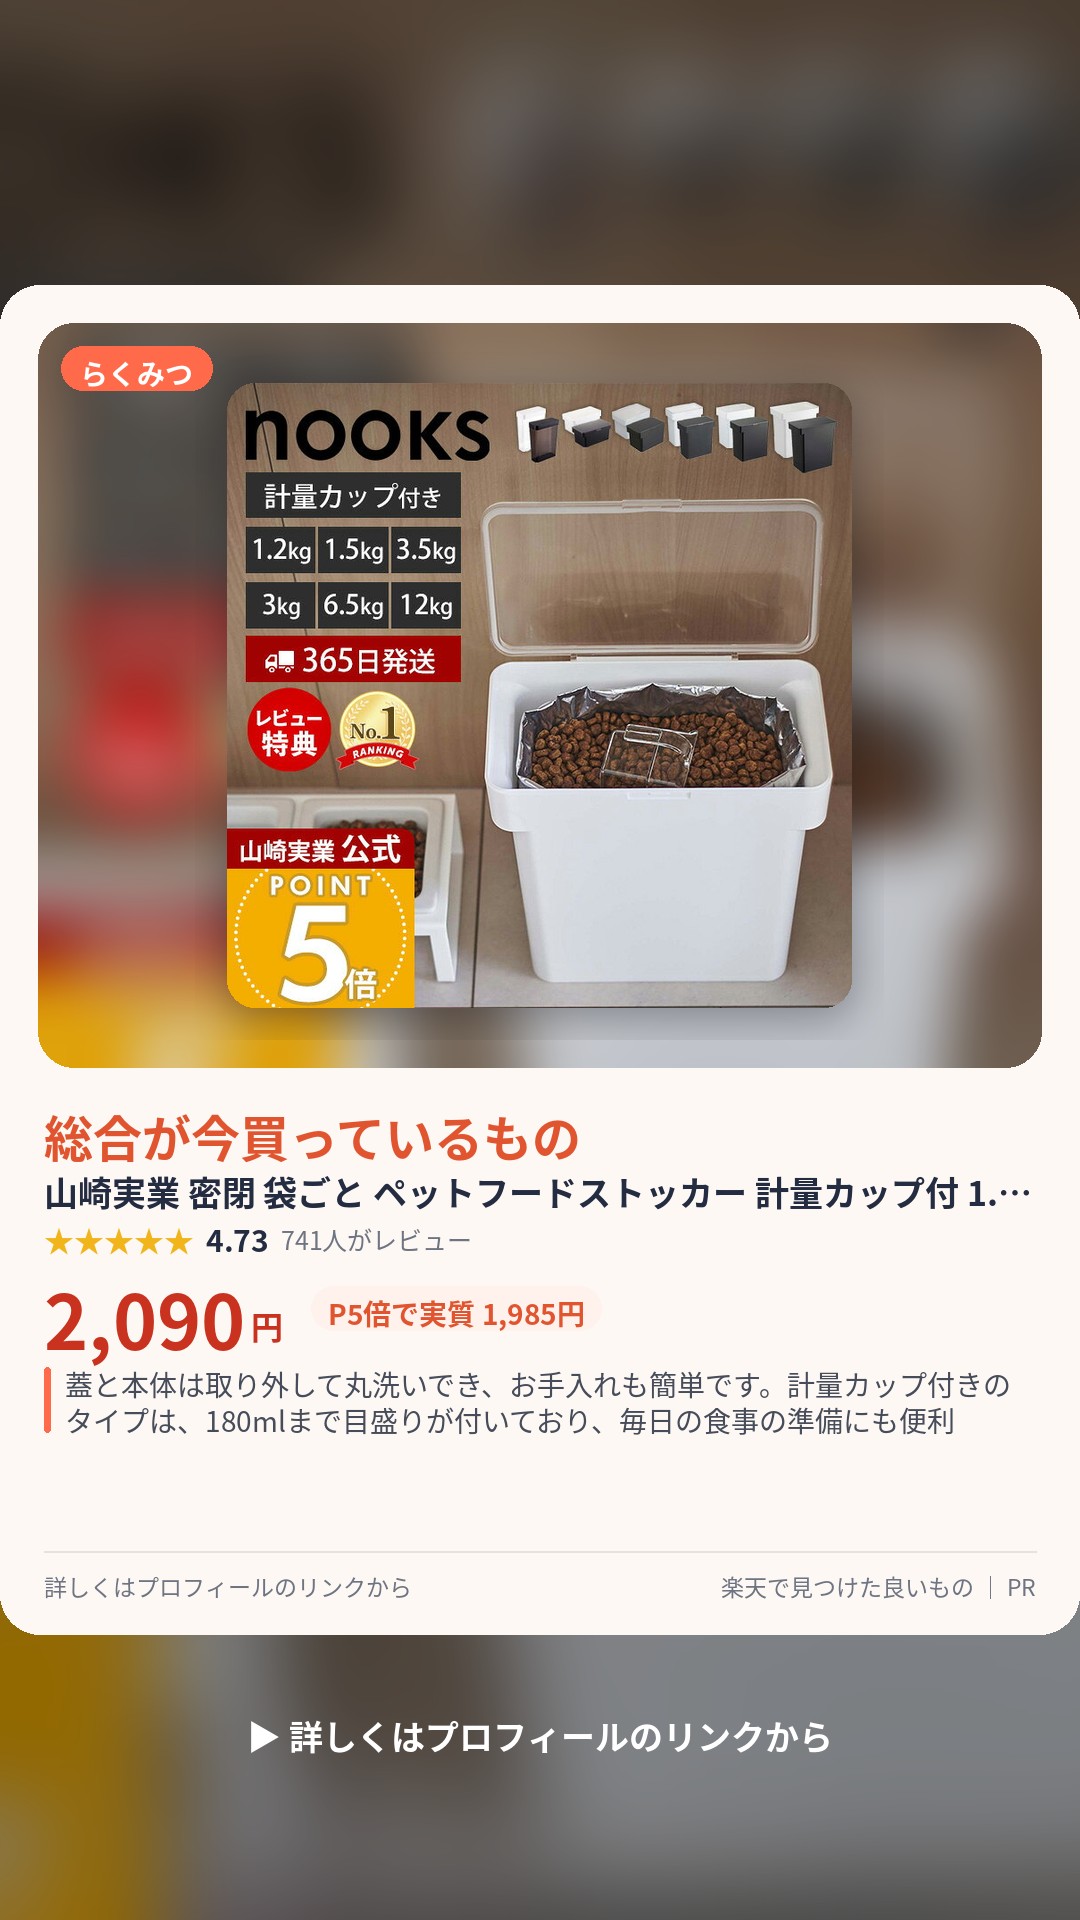 らくみつ
nooks
計量カップ付き
1.2kg 1.5kg 3.5kg
3kg 6.5kg 12kg
365日発送
レビュー
特典
No.1
RANKING
山崎実業 公式
POINT
5倍
総合が今買っているもの
山崎実業 密閉 袋ごと ペットフードストッカー 計量カップ付 1.…
★★★★★ 4.73 741人がレビュー
2,090円 P5倍で実質 1,985円
蓋と本体は取り外して丸洗いでき、お手入れも簡単です。計量カップ付きの
タイプは、180mlまで目盛りが付いており、毎日の食事の準備にも便利
詳しくはプロフィールのリンクから
楽天で見つけた良いもの ｜ PR
▶ 詳しくはプロフィールのリンクから